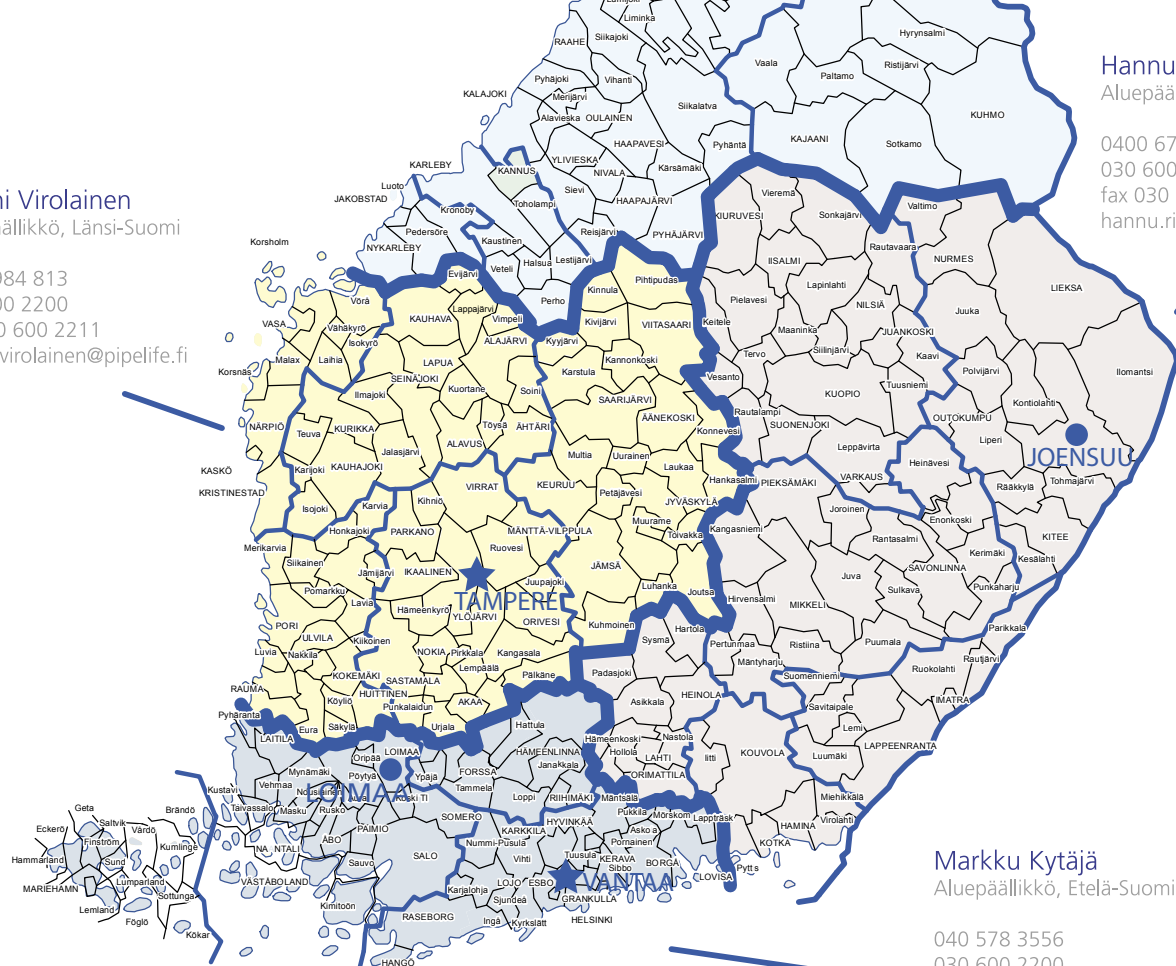 Lumijoki
Liminka
Hyrynsalmi
RAAHE
Siikajoki
Vaala
Paltamo
Ristijärvi
Hannu
Aluepää
Pyhäjoki
Vihanti
KALAJOKI
Merijärvi
Siikalatva
KUHMO
Alavieska
OULAINEN
KAJAANI
Sotkamo
0400 67
HAAPAVESI
Pyhäntä
030 600
YLIVIESKA
KARLEBY
KANNUS
NIVALA
Kärsämäki
fax 030
hannu.ri
Luoto
Sievi
Vieremä
ni Virolainen
JAKOBSTAD
Toholampi
HAAPAJÄRVI
Valtimo
ällikkö, Länsi-Suomi
Kronoby
KIURUVESI
Sonkajärvi
Pedersöre
Reisjärvi
PYHÄJÄRVI
Korsholm
NYKARLEBY
Kaustinen
Rautavaara
Halsua
Lestijärvi
IISALMI
NURMES
984 813
Evijärvi
Veteli
Pihtipudas
Lapinlahti
LIEKSA
00 2200
Vörå
Perho
Kinnula
Pielavesi
NILSIÄ
Lappajärvi
0 600 2211
VASA
Vähäkyrö
KAUHAVA
Vimpeli
Kivijärvi
VIITASAARI
Keitele
Maaninka
JUANKOSKI
Juuka
virolainen@pipelife.fi
Isokyrö
ALAJÄRVI
Kyyjärvi
Tervo
Siilinjärvi
Kaavi
Malax
Laihia
LAPUA
Kannonkoski
Korsnäs
SEINÄJOKI
Karstula
Vesanto
Polvijärvi
Ilomantsi
Ilmajoki
Kuortane
Soini
SAARIJÄRVI
KUOPIO
Tuusniemi
Kontiolahti
NÄRPIÖ
KURIKKA
Töysä
ÄHTÄRI
ÄÄNEKOSKI
Rautalampi
OUTOKUMPU
Teuva
Konnevesi
SUONENJOKI
Liperi
Jalasjärvi
ALAVUS
Multia
Uurainen
Leppävirta
JOENSUU
KASKÖ
Karijoki
KAUHAJOKI
Laukaa
Heinävesi
KRISTINESTAD
VIRRAT
KEURUU
Hankasalmi
PIEKSÄMÄKI
VARKAUS
Tohmajärvi
Isojoki
Karvia
Kihniö
Petäjävesi
JYVÄSKYLÄ
Rääkkylä
Honkajoki
PARKANO
MÄNTTÄ-VILPPULA
Muurame
Kangasniemi
Joroinen
Enonkoski
Toivakka
Rantasalmi
KITEE
Merikarvia
Ruovesi
Kerimäki
Kesälahti
Siikainen
Jämijärvi
IKAALINEN
JÄMSÄ
SAVONLINNA
Pomarkku
Juupajoki
Luhanka
Joutsa
Juva
Sulkava
Punkaharju
Lavia
Hämeenkyrö
TAMPERE
Hirvensalmi
MIKKELI
PORI
YLÖJÄRVI
ORIVESI
Kuhmoinen
Hartola
Parikkala
ULVILA
Kiikoinen
Sysmä
Pertunmaa
Ristiina
Puumala
Luvia
Nakkila
NOKIA
Pirkkala
Kangasala
Mäntyharju
Rautjärvi
Lempäälä
Ruokolahti
KOKEMÄKI
SASTAMALA
Pälkäne
Padasjoki
Suomenniemi
RAUMA
HUITTINEN
HEINOLA
IMATRA
Köyliö
Punkalaidun
AKAA
Asikkala
Savitaipale
Pyhäranta
Eura
Säkylä
Urjala
Hattula
Lemi
LAITILA
LOIMAA
Hämeenkoski
Nastola
LAPPEENRANTA
Oripää
HÄMEENLINNA
Hollola
KOUVOLA
Luumäki
Mynämäki
Pöytyä
Ypäjä
FORSSA
Janakkala
LAHTI
Iitti
Vehmaa
Nousiainen
LOIMAA
Tammela
ORIMATTILA
Kustavi
Aura
Koski Tl
Loppi
RIIHIMÄKI
Mäntsälä
Miehikkälä
Geta
Brändö
Taivassalo
Masku
Rusko
SOMERO
Pukkila
Mörskom
Lappträsk
Virolahti
Saltvik
Eckerö
Vårdö
HYVINKÄÄ
HAMINA
Finström
Kumlinge
ÅBO
PÄIMIO
KARKKILA
Asko a
NA NTALI
Nummi-Pusula
Pornainen
KOTKA
Hammarland
Sund
Sauvo
SALO
Vihti
Tuusula
KERAVA
BORGÅ
Markku Kytäjä
Sibbo
Pytt s
MARIEHAMN
Lumparland
VÄSTÅBOLAND
Karjalohja
LOJO
ESBO
VANTAA
LOVISA
Aluepäällikkö, Etelä-Suomi
Sottunga
Kimitoön
Sjundeå
GRANKULLA
Lemland
RASEBORG
Ingå
Kyrkslätt
HELSINKI
Föglö
Kökar
040 578 3556
HANGÖ
030 600 2200